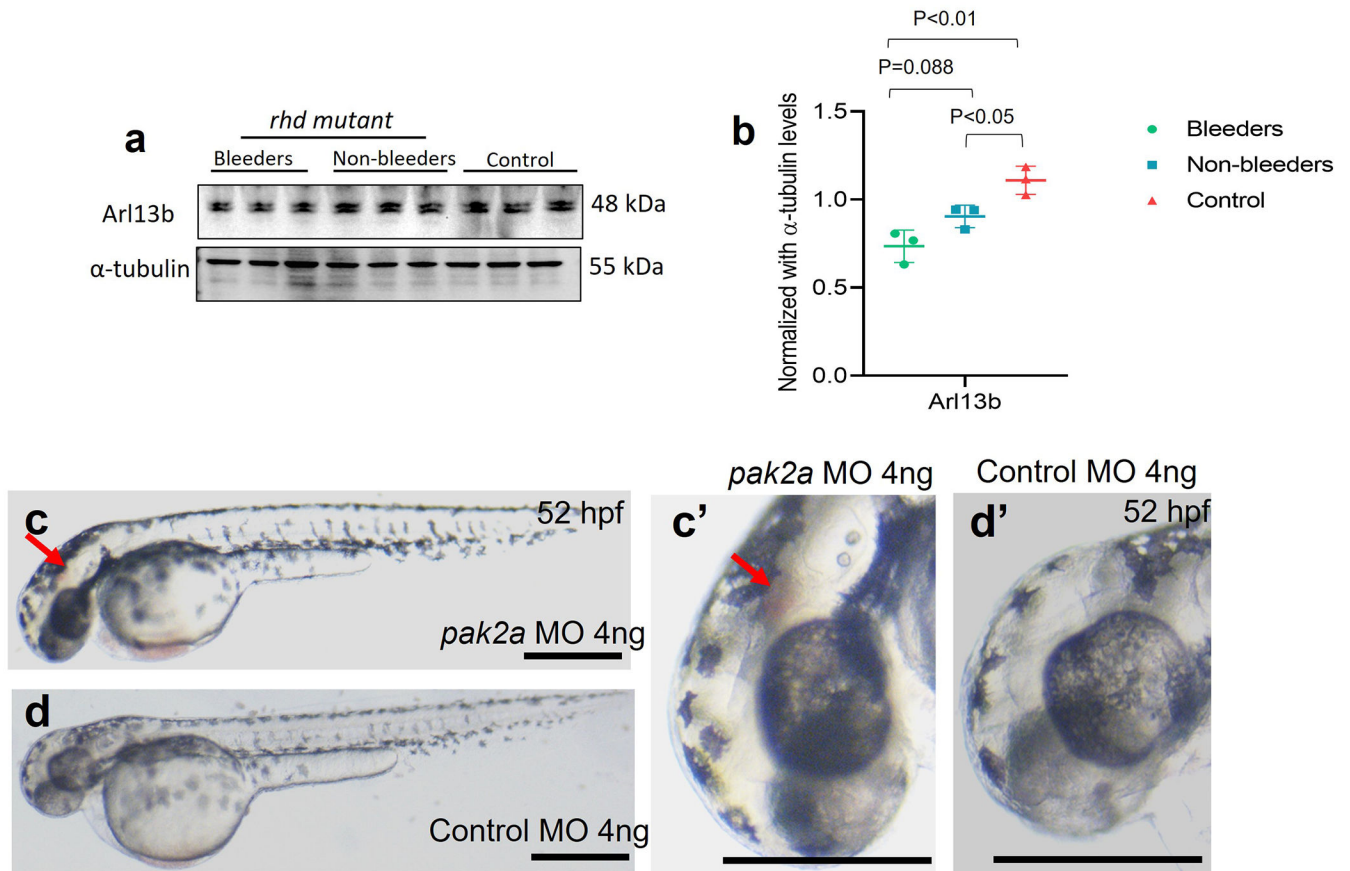 a
rhd mutant
Bleeders Non-bleeders Control
Arl13b 48 kDa
α-tubulin 55 kDa
b
P<0.01
P=0.088
P<0.05
Normalized with α-tubulin levels
1.5
1.0
0.5
0.0
Arl13b
Bleeders
Non-bleeders
Control
c
52 hpf
pak2a MO 4ng
d
Control MO 4ng
pak2a MO 4ng
c’
Control MO 4ng
d’
52 hpf